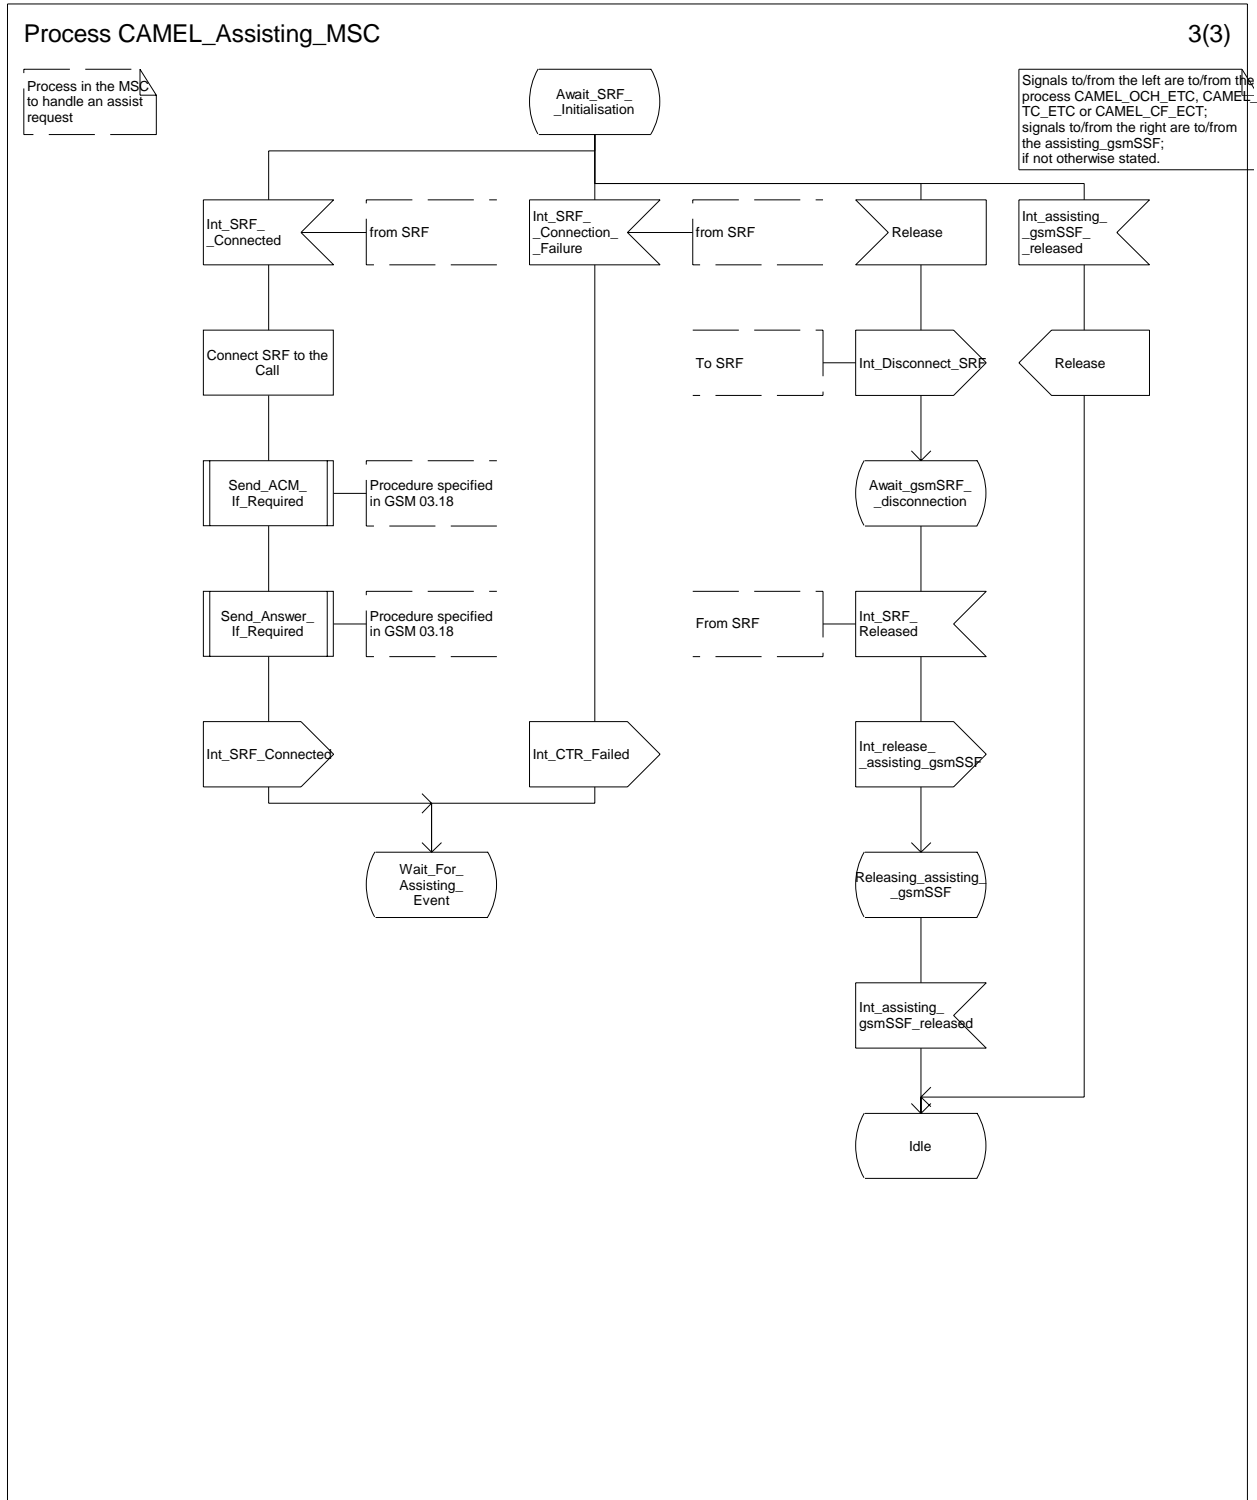 Process CAMEL_Assisting_MSC
3(3)
Process in the MSC
to handle an assist
request
Await_SRF_
_Initialisation
Signals to/from the left are to/from the
process CAMEL_OCH_ETC, CAMEL_
TC_ETC or CAMEL_CF_ECT;
signals to/from the right are to/from
the assisting_gsmSSF;
if not otherwise stated.
Int_SRF_
_Connected
from SRF
Int_SRF_
_Connection_
_Failure
from SRF
Release
Int_assisting_
_gsmSSF_
_released
Connect SRF to the
Call
To SRF
Int_Disconnect_SRF
Release
Send_ACM_
If_Required
Procedure specified
in GSM 03.18
Await_gsmSRF_
_disconnection
Send_Answer_
If_Required
Procedure specified
in GSM 03.18
From SRF
Int_SRF_
Released
Int_SRF_Connected
Int_CTR_Failed
Int_release_
_assisting_gsmSSF
Wait_For_
Assisting_
Event
Releasing_assisting_
_gsmSSF
Int_assisting_
gsmSSF_released
Idle